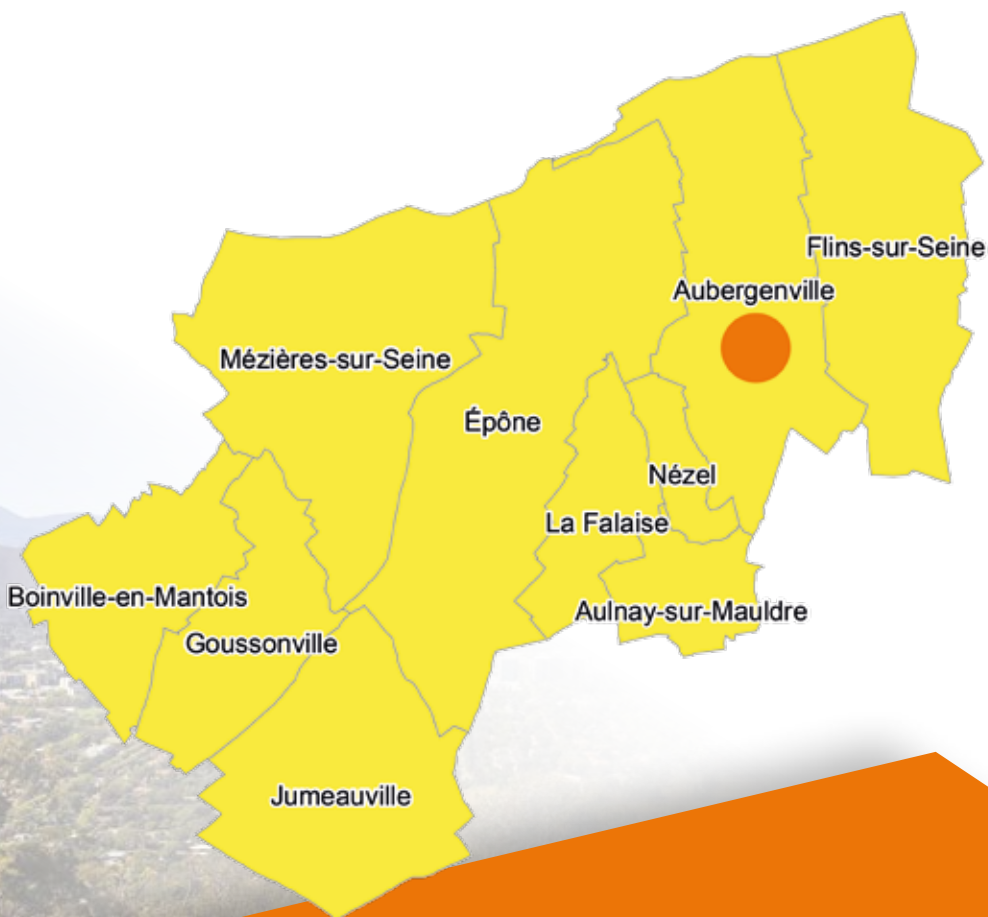 Flins-sur-Seine
Aubergenville
Mézières-sur-Seine
Épône
Nézel
La Falaise
Boinville-en-Mantois
Aulnay-sur-Mauldre
Goussonville
Jumeauville